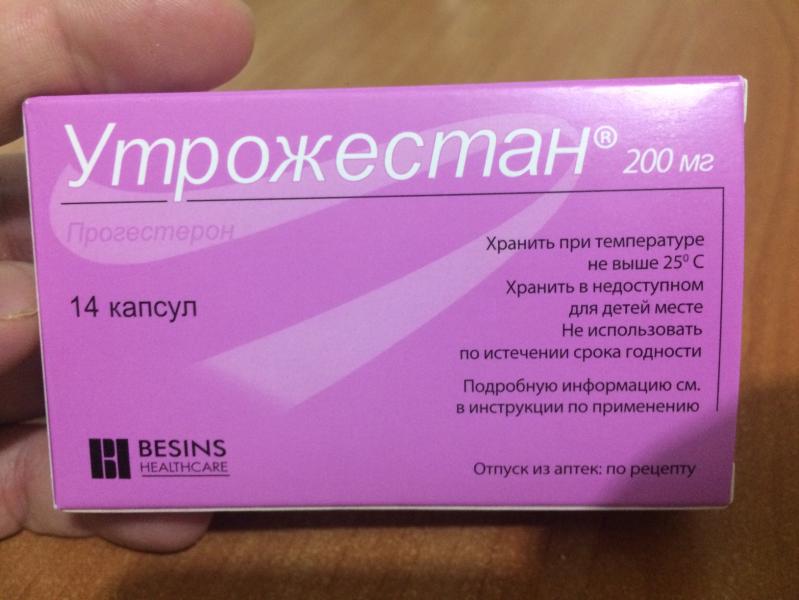 Утрожестан® 200 мг
Прогестерон
14 капсул
Хранить при температуре
не выше 25⁰ С
Хранить в недоступном
для детей месте
Не использовать
по истечении срока годности
Подробную информацию см.
в инструкции по применению
BESINS
HEALTHCARE
Отпуск из аптек: по рецепту